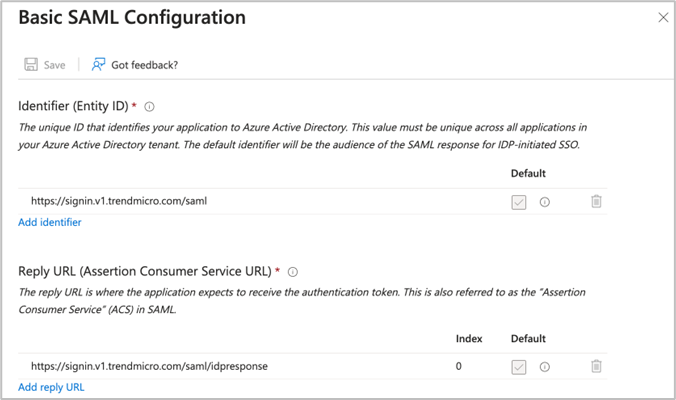 Basic SAML Configuration
Save
Got feedback?
Identifier (Entity ID) *
The unique ID that identifies your application to Azure Active Directory. This value must be unique across all applications in
your Azure Active Directory tenant. The default identifier will be the audience of the SAML response for IDP-initiated SSO.
Default
https://signin.v1.trendmicro.com/saml
Add identifier
Reply URL (Assertion Consumer Service URL) *
The reply URL is where the application expects to receive the authentication token. This is also referred to as the “Assertion
Consumer Service” (ACS) in SAML.
Index Default
https://signin.v1.trendmicro.com/saml/idpresponse 0
Add reply URL